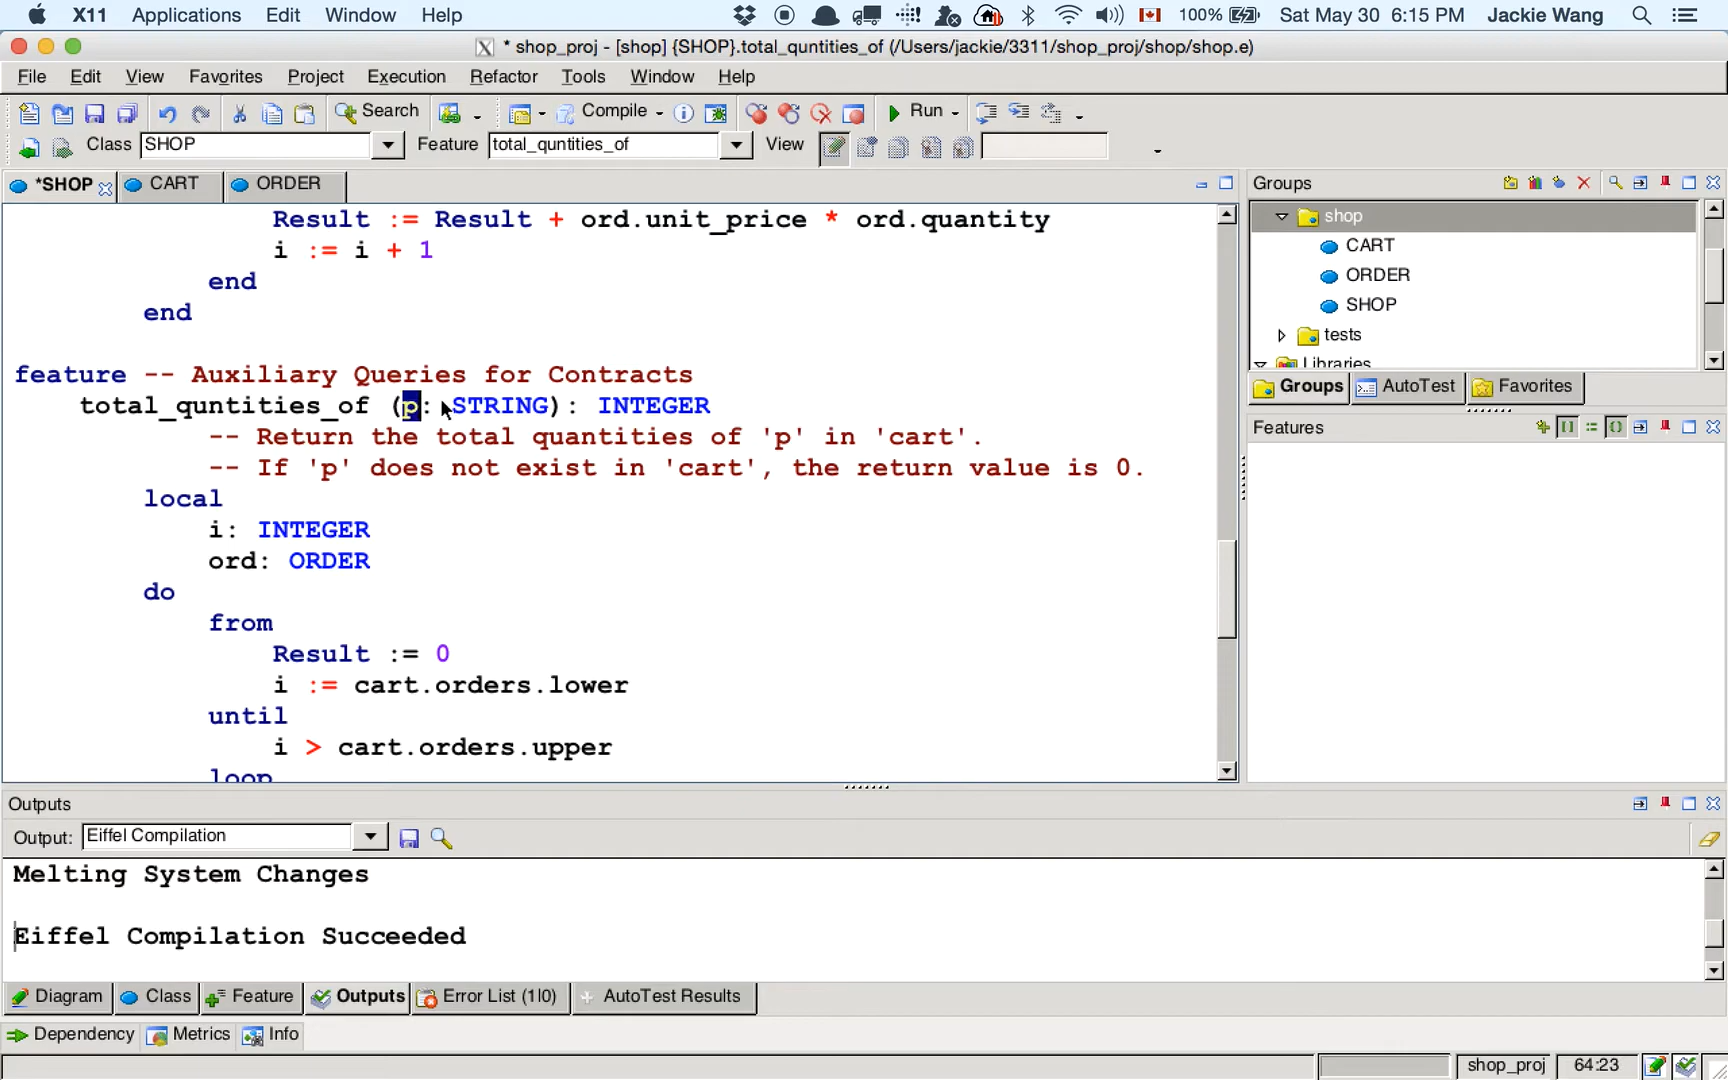 X11 Applications Edit Window Help 100% Sat May 30 6:15 PM Jackie Wang
* shop_proj - [shop] {SHOP}.total_quntities_of (/Users/jackie/3311/shop_proj/shop/shop.e)
File Edit View Favorites Project Execution Refactor Tools Window Help
Search Compile Run
Class SHOP Feature total_quntities_of View
*SHOP CART ORDER
Result := Result + ord.unit_price * ord.quantity
i := i + 1
end
end
feature -- Auxiliary Queries for Contracts
total_quntities_of (p: STRING): INTEGER
-- Return the total quantities of 'p' in 'cart'.
-- If 'p' does not exist in 'cart', the return value is 0.
local
i: INTEGER
ord: ORDER
do
from
Result := 0
i := cart.orders.lower
until
i > cart.orders.upper
loop
Groups
shop
CART
ORDER
SHOP
tests
Libraries
Groups AutoTest Favorites
Features
Outputs
Output: Eiffel Compilation
Melting System Changes
Eiffel Compilation Succeeded
Diagram Class Feature Outputs Error List (1|0) AutoTest Results
Dependency Metrics Info
shop_proj 64:23